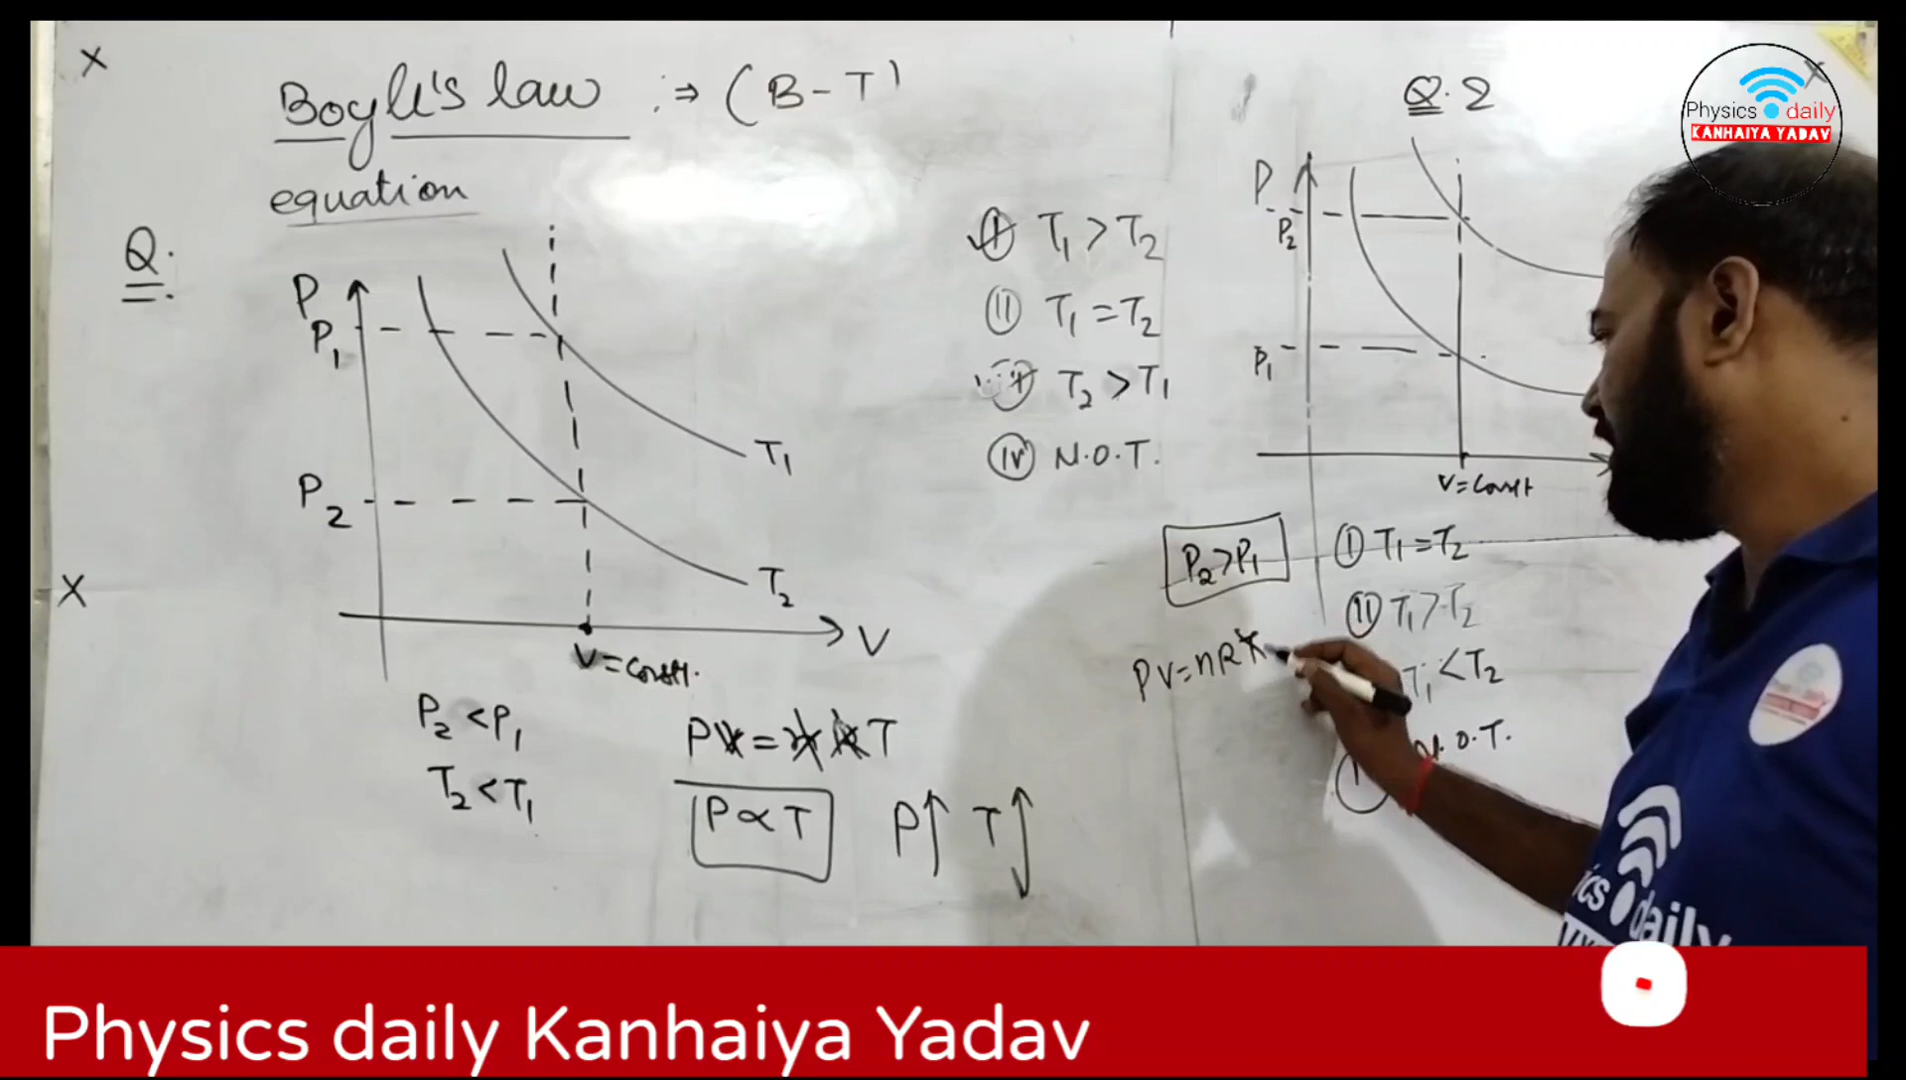 Boyle's law :⇒ (B-T)
equation
Q.
P
P1
P2
T1
T2
V
V=const.
P2 <P1
T2 <T1
PV = nRT
P ∝ T
P↑ T↑
I T1 > T2
II T1 = T2
T2 > T1
IV N.O.T.
Q.2
P
P2
P1
V=const
P2>P1
PV=nR
I T1=T2
II T1>T2
T1 <T2
N.O.T.
Physics daily
KANHAIYA YADAV
Physics daily Kanhaiya Yadav